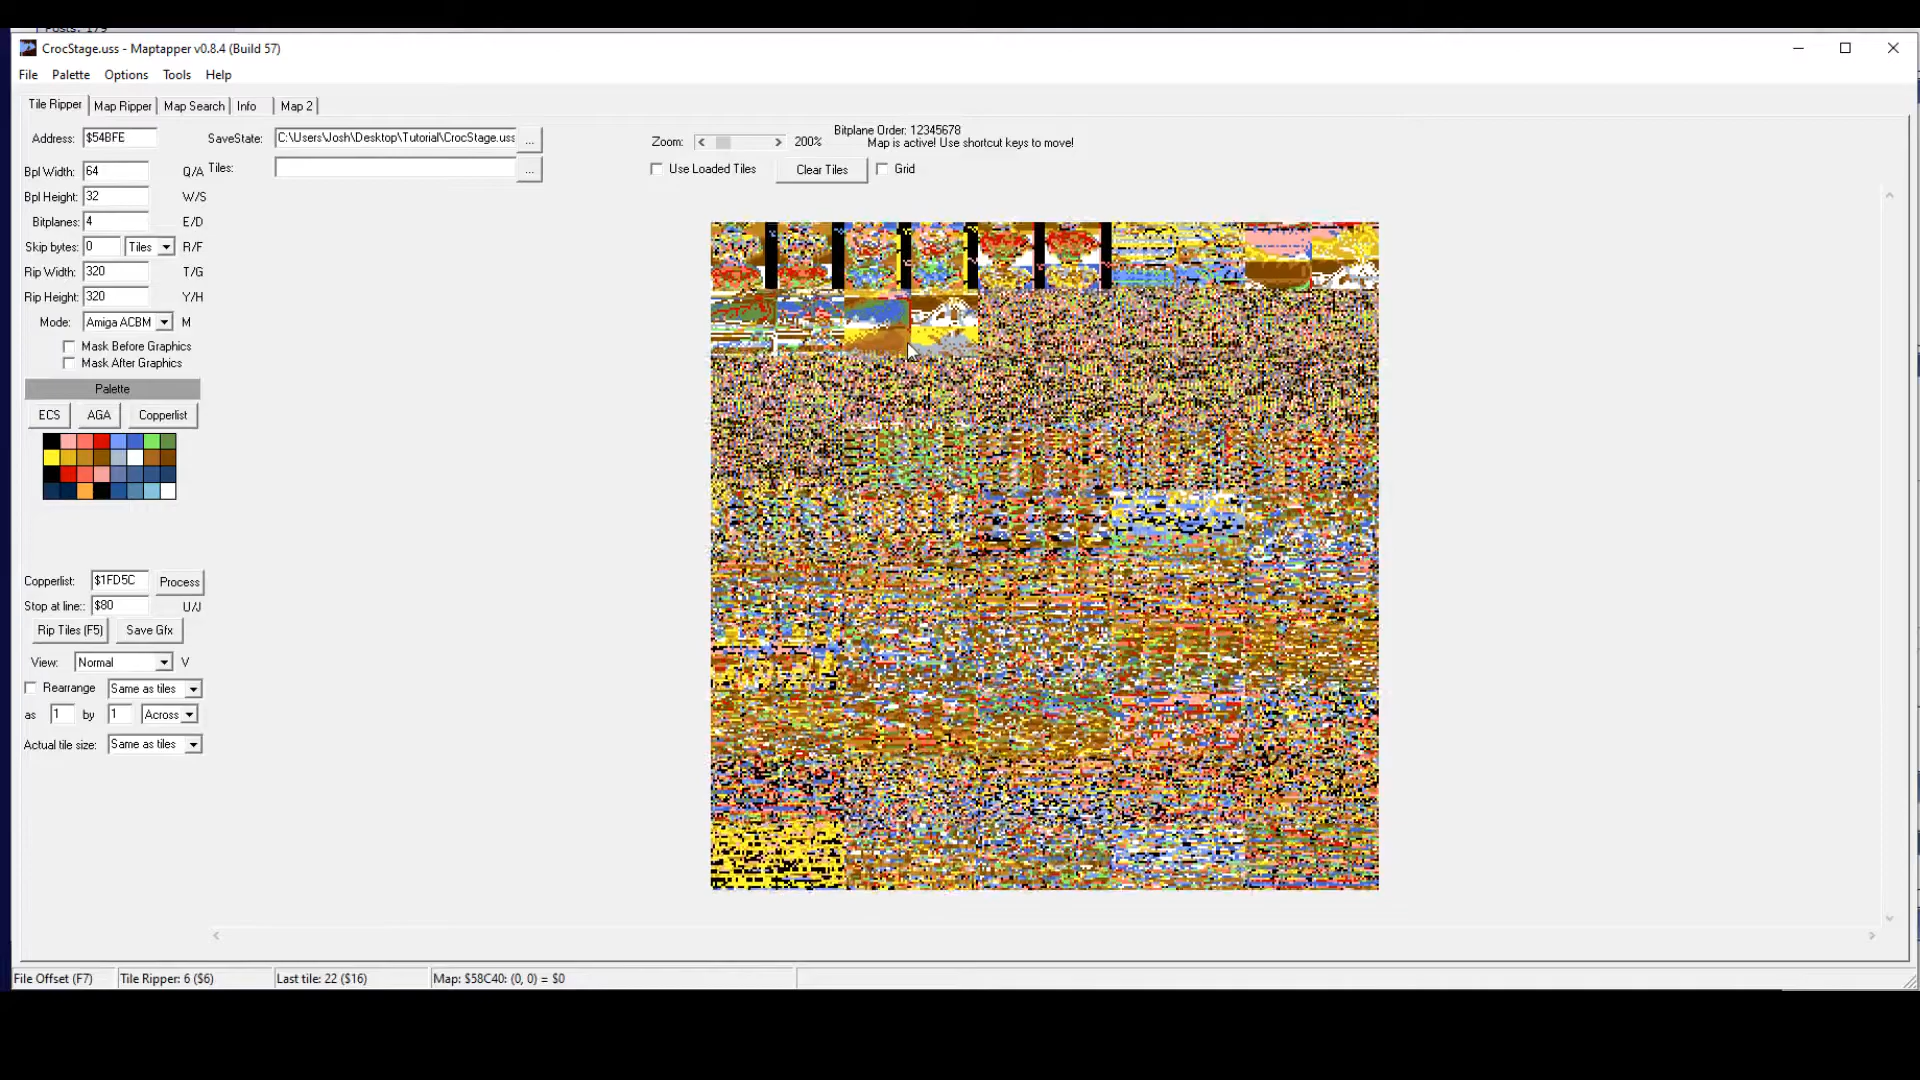 Posts: 179
CrocStage.uss - Maptapper v0.8.4 (Build 57)
File Palette Options Tools Help
Tile Ripper Map Ripper Map Search Info Map 2
Address: $54BFE SaveState: C:\Users\Josh\Desktop\Tutorial\CrocStage.uss ...
Zoom: < > 200% Bitplane Order: 12345678
Map is active! Use shortcut keys to move!
Bpl Width: 64 Q/A Tiles: ...
Use Loaded Tiles Clear Tiles Grid
Bpl Height: 32 W/S
Bitplanes: 4 E/D
Skip bytes: 0 Tiles R/F
Rip Width: 320 T/G
Rip Height: 320 Y/H
Mode: Amiga ACBM M
Mask Before Graphics
Mask After Graphics
Palette
ECS AGA Copperlist
Copperlist: $1FD5C Process
Stop at line:: $80 U/J
Rip Tiles (F5) Save Gfx
View: Normal V
Rearrange Same as tiles
as 1 by 1 Across
Actual tile size: Same as tiles
File Offset (F7) Tile Ripper: 6 ($6) Last tile: 22 ($16) Map: $58C40: (0, 0) = $0